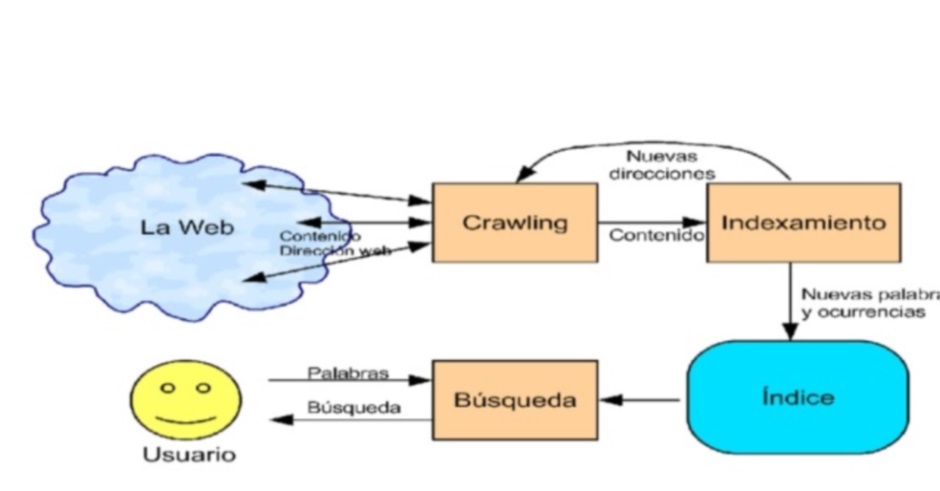 Nuevas
direcciones
La Web
Contenido
Dirección web
Crawling
Contenido
Indexamiento
Nuevas palabra
y ocurrencias
Palabras
Búsqueda
Búsqueda
Índice
Usuario